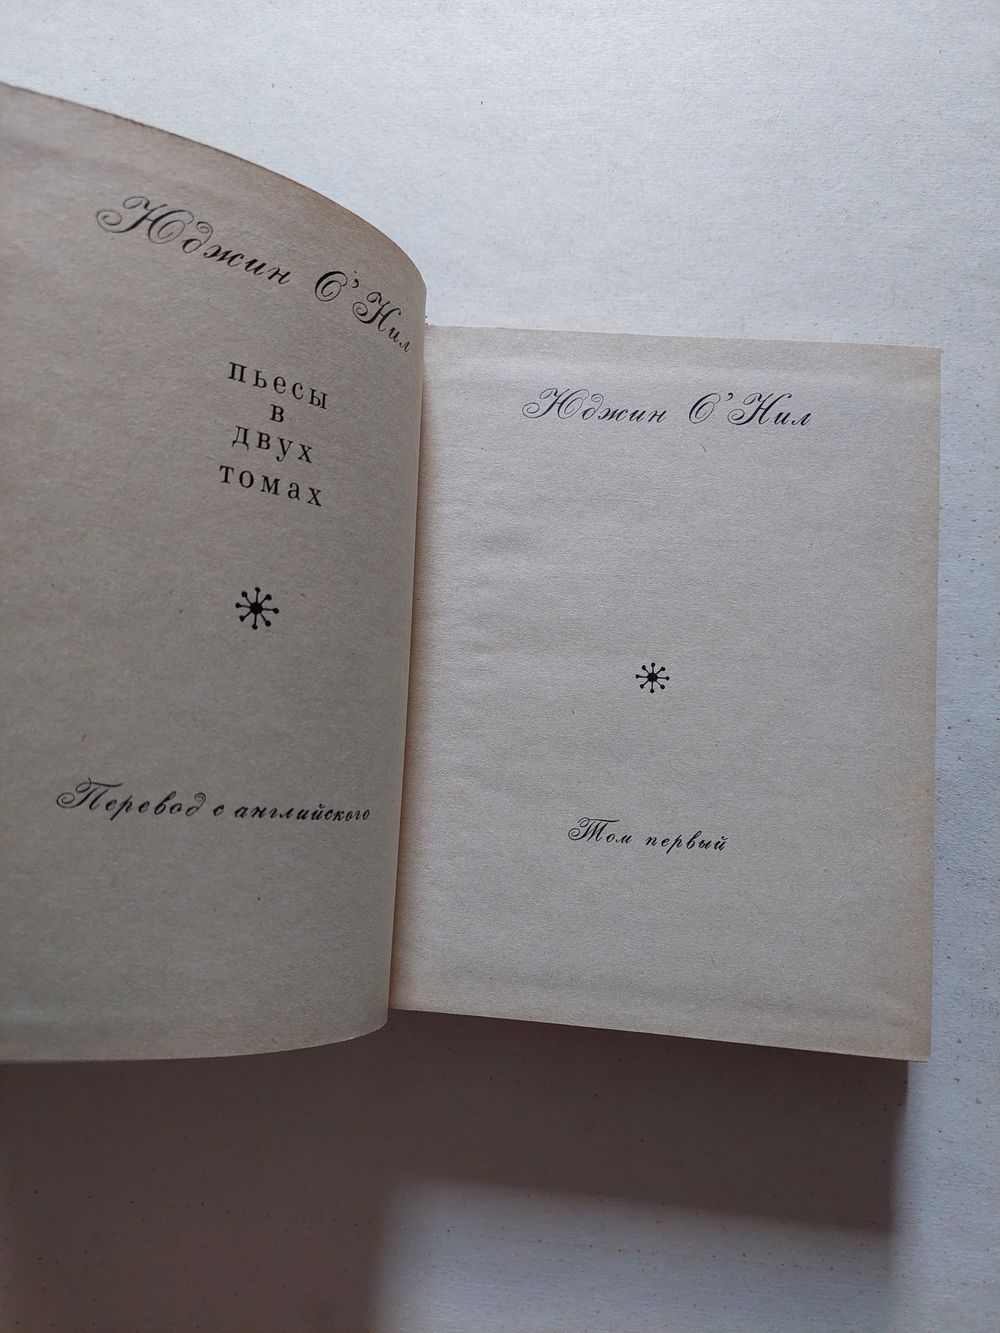 Юджин О'Нил
пьесы
в
двух
томах
Перевод с английского
Юджин О'Нил
Том первый